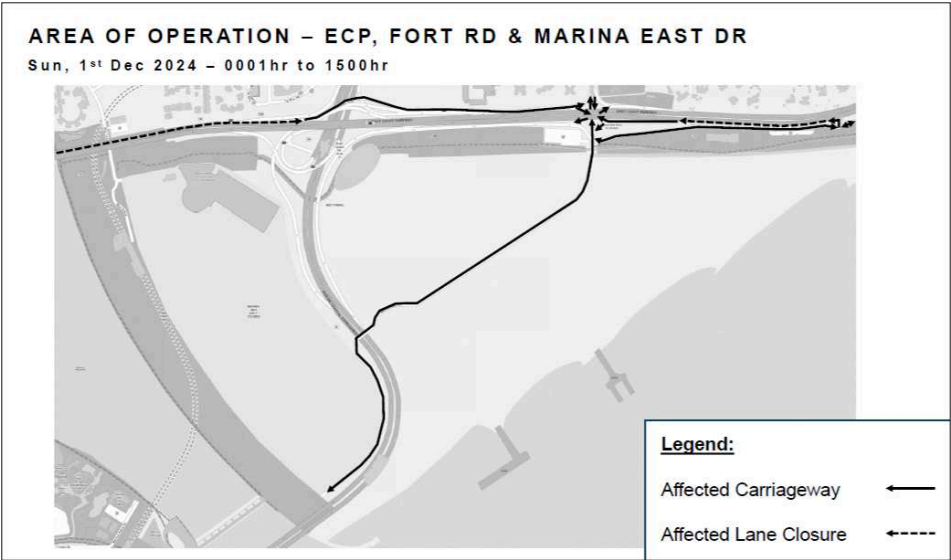 AREA OF OPERATION – ECP, FORT RD & MARINA EAST DR
Sun, 1st Dec 2024 – 0001hr to 1500hr
Legend:
Affected Carriageway
Affected Lane Closure